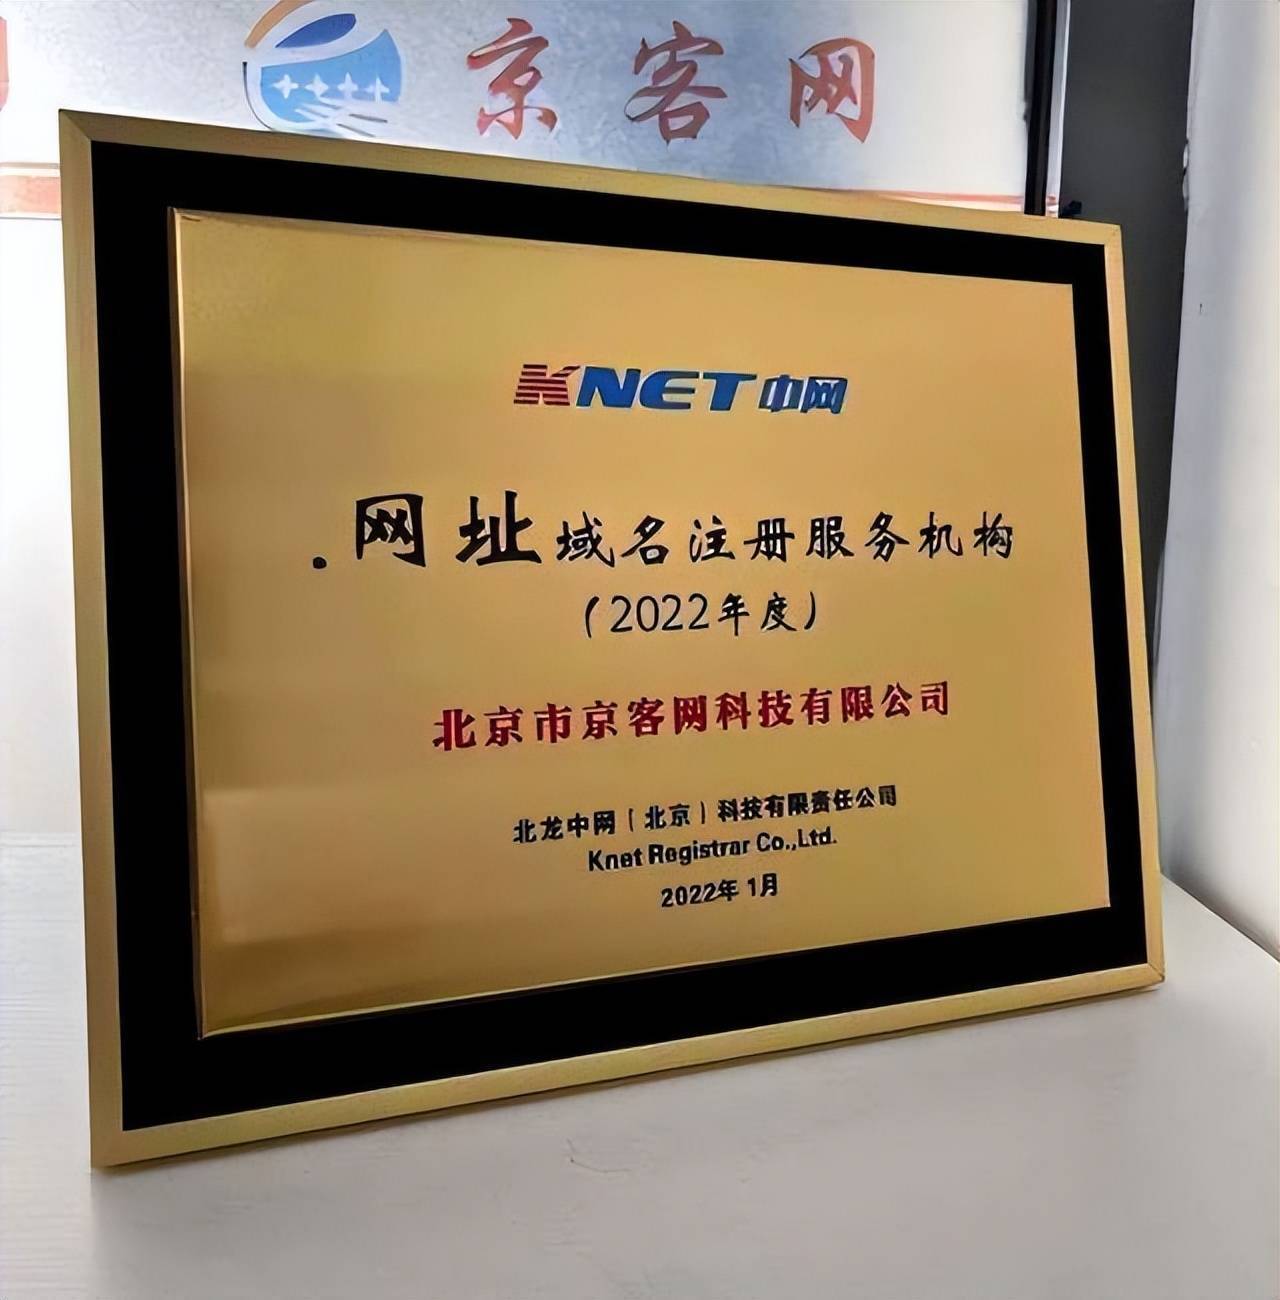 京客网
KNET中网
.网址域名注册服务机构
(2022年度)
北京市京客网科技有限公司
北龙中网(北京)科技有限责任公司
Knet Registrar Co.,Ltd.
2022年1月